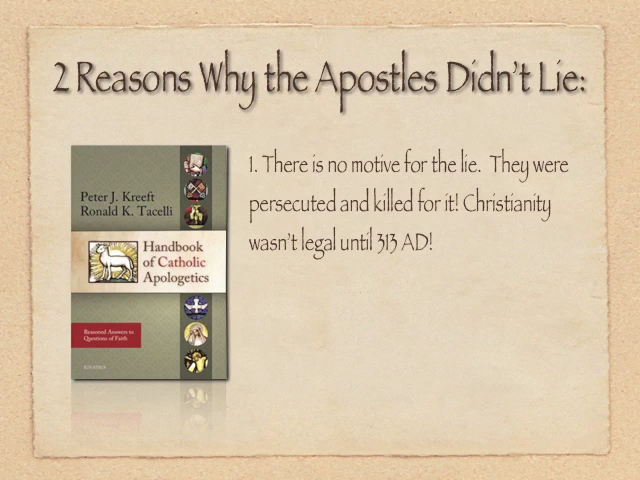 2 Reasons Why the Apostles Didn't Lie:
Peter J. Kreeft
Ronald K. Tacelli
Handbook
of Catholic
Apologetics
Reasoned Answers to
Questions of Faith
IGNATIUS
1. There is no motive for the lie. They were
persecuted and killed for it! Christianity
wasn't legal until 313 AD!